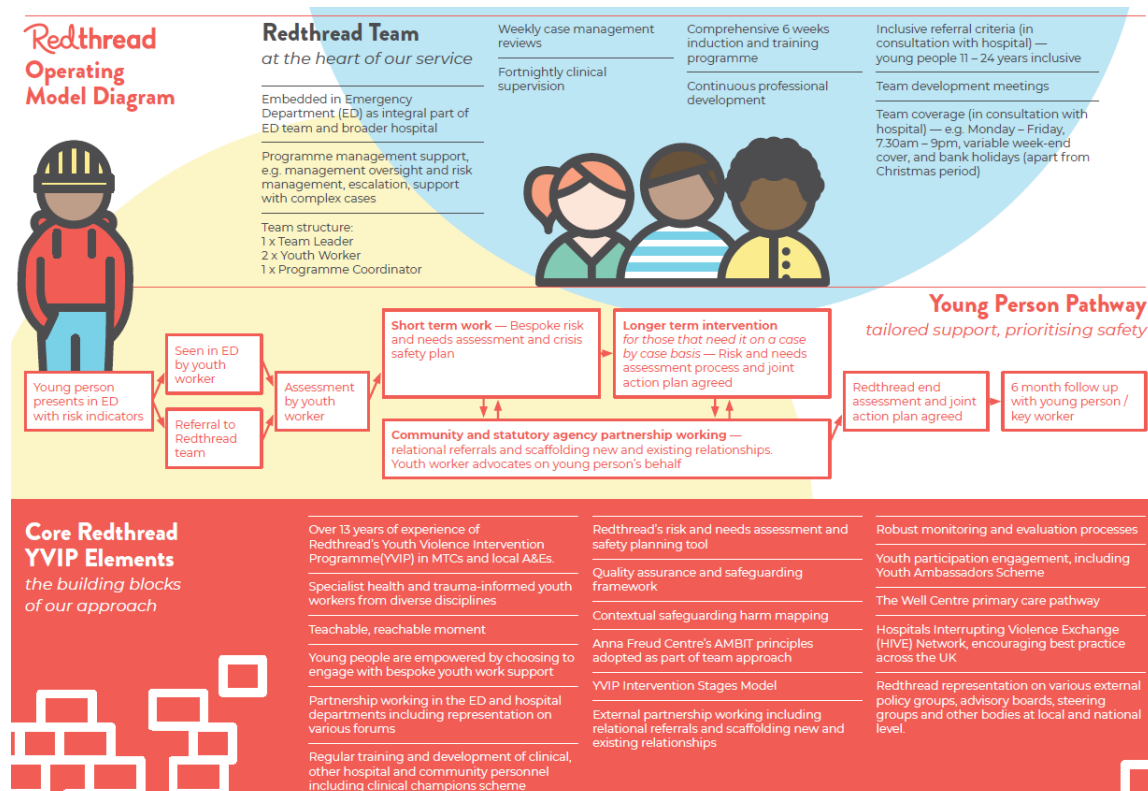 Redthread
Operating
Model Diagram
Redthread Team
at the heart of our service
Embedded in Emergency
Department (ED) as integral part of
ED team and broader hospital
Programme management support,
e.g. management oversight and risk
management, escalation, support
with complex cases
Team structure:
1 x Team Leader
2 x Youth Worker
1 x Programme Coordinator
Weekly case management
reviews
Fortnightly clinical
supervision
Comprehensive 6 weeks
induction and training
programme
Continuous professional
development
Inclusive referral criteria (in
consultation with hospital) —
young people 11 – 24 years inclusive
Team development meetings
Team coverage (in consultation with
hospital) — e.g. Monday – Friday,
7.30am – 9pm, variable week-end
cover, and bank holidays (apart from
Christmas period)
Young Person Pathway
tailored support, prioritising safety
Young person
presents in ED
with risk indicators
Seen in ED
by youth
worker
Referral to
Redthread
team
Assessment
by youth
worker
Short term work — Bespoke risk
and needs assessment and crisis
safety plan
Longer term intervention
for those that need it on a case
by case basis — Risk and needs
assessment process and joint
action plan agreed
Community and statutory agency partnership working —
relational referrals and scaffolding new and existing relationships.
Youth worker advocates on young person's behalf
Redthread end
assessment and joint
action plan agreed
6 month follow up
with young person /
key worker
Core Redthread
YVIP Elements
the building blocks
of our approach
Over 13 years of experience of
Redthread's Youth Violence Intervention
Programme(YVIP) in MTCs and local A&Es.
Specialist health and trauma-informed youth
workers from diverse disciplines
Teachable, reachable moment
Young people are empowered by choosing to
engage with bespoke youth work support
Partnership working in the ED and hospital
departments including representation on
various forums
Regular training and development of clinical,
other hospital and community personnel
including clinical champions scheme
Redthread's risk and needs assessment and
safety planning tool
Quality assurance and safeguarding
framework
Contextual safeguarding harm mapping
Anna Freud Centre's AMBIT principles
adopted as part of team approach
YVIP Intervention Stages Model
External partnership working including
relational referrals and scaffolding new and
existing relationships
Robust monitoring and evaluation processes
Youth participation engagement, including
Youth Ambassadors Scheme
The Well Centre primary care pathway
Hospitals Interrupting Violence Exchange
(HIVE) Network, encouraging best practice
across the UK
Redthread representation on various external
policy groups, advisory boards, steering
groups and other bodies at local and national
level.